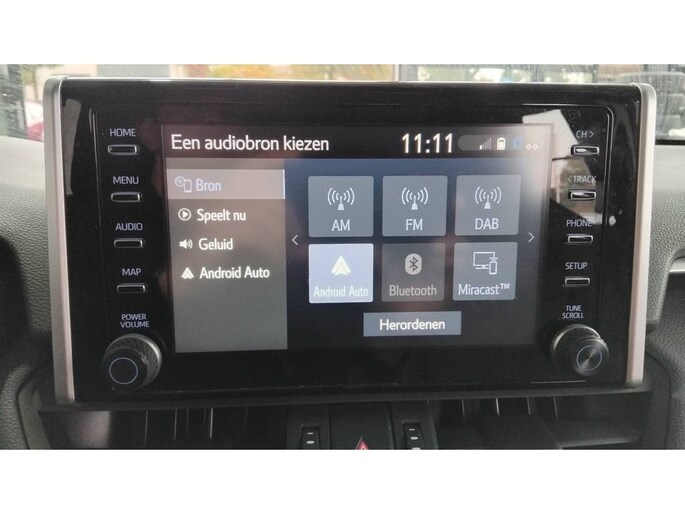 HOME
MENU
AUDIO
MAP
POWER
VOLUME
Een audiobron kiezen
11:11
Bron
Speelt nu
Geluid
Android Auto
AM
FM
DAB
Android Auto
Bluetooth
Miracast™
Herordenen
CH >
< TRACK
PHONE
SETUP
TUNE
SCROLL